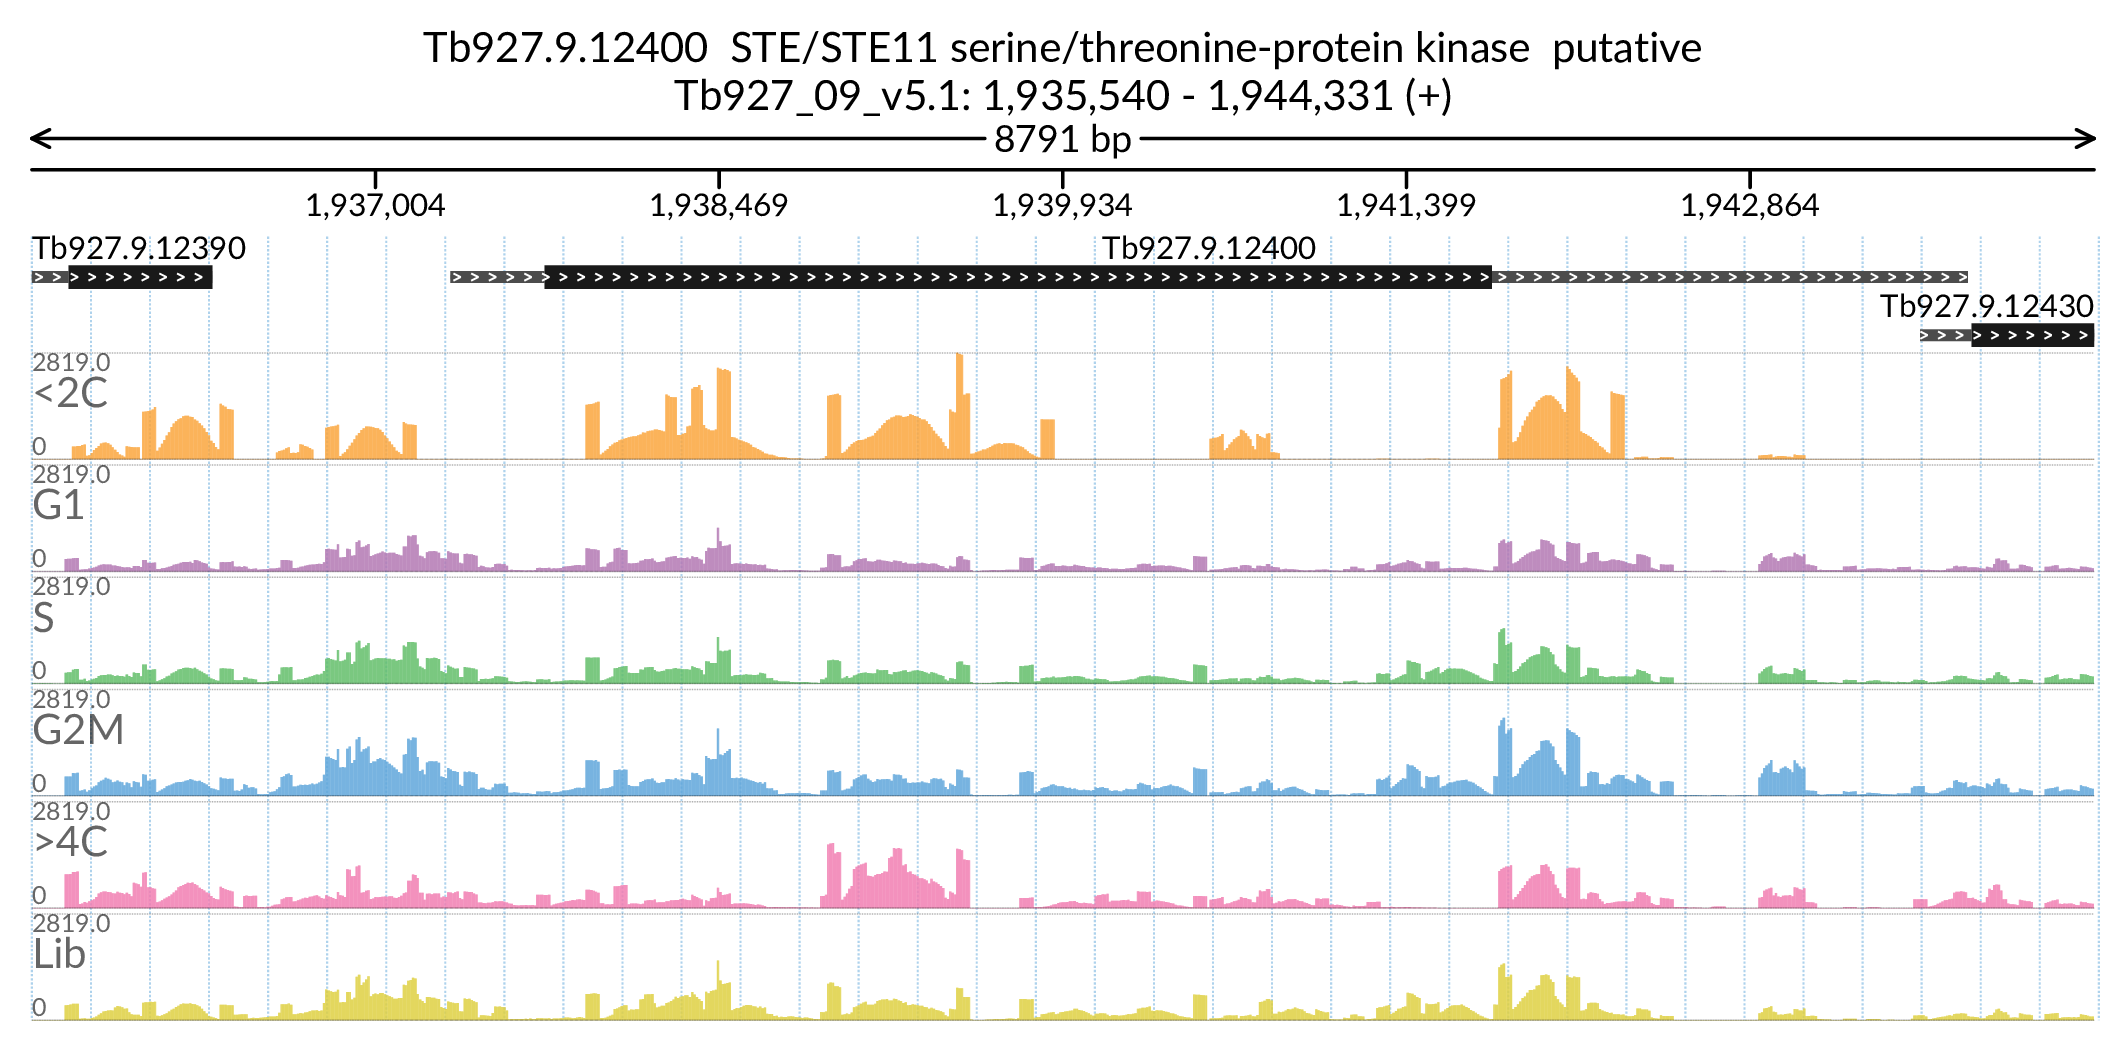 Tb927.9.12400  STE/STE11 serine/threonine-protein kinase  putative
Tb927_09_v5.1: 1,935,540 - 1,944,331 (+)
8791 bp
1,937,004 1,938,469 1,939,934 1,941,399 1,942,864
Tb927.9.12390 Tb927.9.12400
Tb927.9.12430
2819.0
<2C
0
2819.0
G1
0
2819.0
S
0
2819.0
G2M
0
2819.0
>4C
0
2819.0
Lib
0